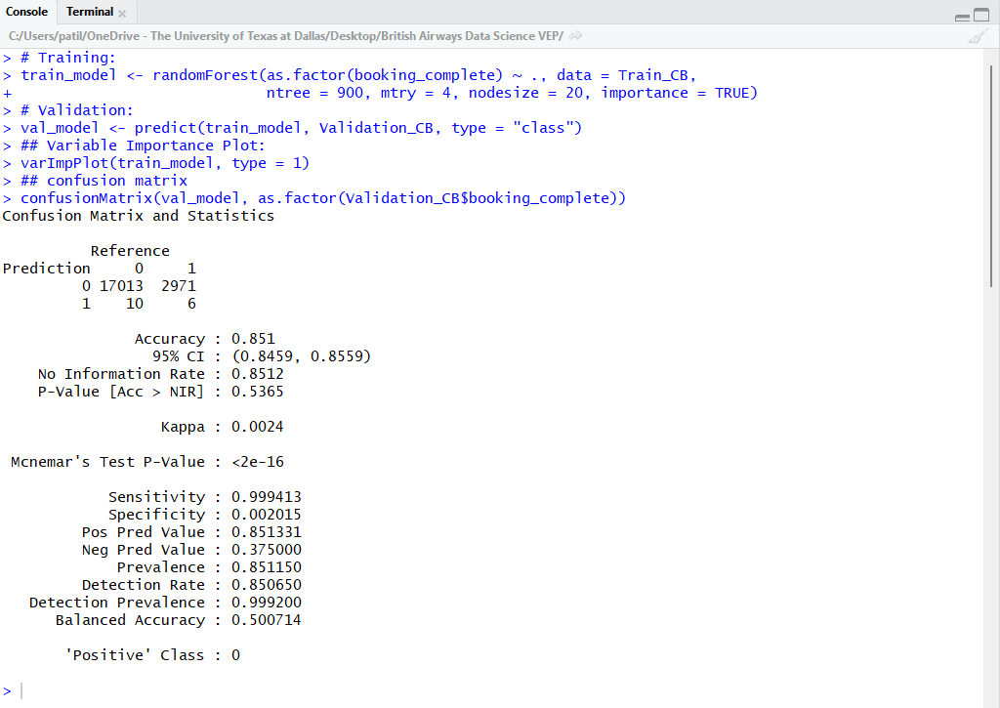 Console Terminal
C:/Users/patil/OneDrive - The University of Texas at Dallas/Desktop/British Airways Data Science VEP/
> # Training:
> train_model <- randomForest(as.factor(booking_complete) ~ ., data = Train_CB,
+                             ntree = 900, mtry = 4, nodesize = 20, importance = TRUE)
> # Validation:
> val_model <- predict(train_model, Validation_CB, type = "class")
> ## Variable Importance Plot:
> varImpPlot(train_model, type = 1)
> ## confusion matrix
> confusionMatrix(val_model, as.factor(Validation_CB$booking_complete))
Confusion Matrix and Statistics
          Reference
Prediction     0     1
         0 17013  2971
         1    10     6
               Accuracy : 0.851
                 95% CI : (0.8459, 0.8559)
    No Information Rate : 0.8512
    P-Value [Acc > NIR] : 0.5365
                  Kappa : 0.0024
 Mcnemar's Test P-Value : <2e-16
            Sensitivity : 0.999413
            Specificity : 0.002015
         Pos Pred Value : 0.851331
         Neg Pred Value : 0.375000
             Prevalence : 0.851150
         Detection Rate : 0.850650
   Detection Prevalence : 0.999200
      Balanced Accuracy : 0.500714
       'Positive' Class : 0
>